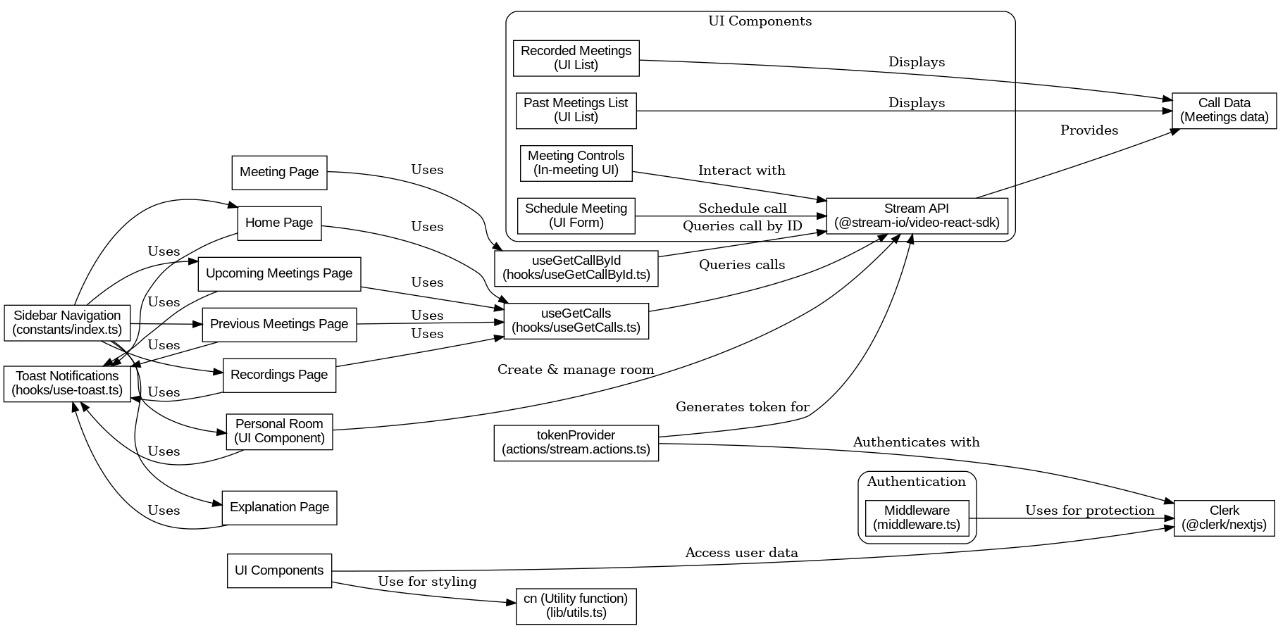 UI Components
Recorded Meetings
(UI List)
Displays
Past Meetings List
(UI List)
Displays
Call Data
(Meetings data)
Provides
Meeting Controls
(In-meeting UI)
Interact with
Meeting Page
Uses
Schedule Meeting
(UI Form)
Schedule call
Stream API
(@stream-io/video-react-sdk)
Home Page
Uses
Queries call by ID
useGetCallById
(hooks/useGetCallById.ts)
Queries calls
Uses
Upcoming Meetings Page
Uses
Uses
Sidebar Navigation
(constants/index.ts)
Previous Meetings Page
Uses
useGetCalls
(hooks/useGetCalls.ts)
Uses
Uses
Toast Notifications
(hooks/use-toast.ts)
Recordings Page
Create & manage room
Uses
Personal Room
(UI Component)
Generates token for
tokenProvider
(actions/stream.actions.ts)
Authenticates with
Uses
Authentication
Middleware
(middleware.ts)
Uses for protection
Clerk
(@clerk/nextjs)
Uses
Explanation Page
UI Components
Access user data
Use for styling
cn (Utility function)
(lib/utils.ts)